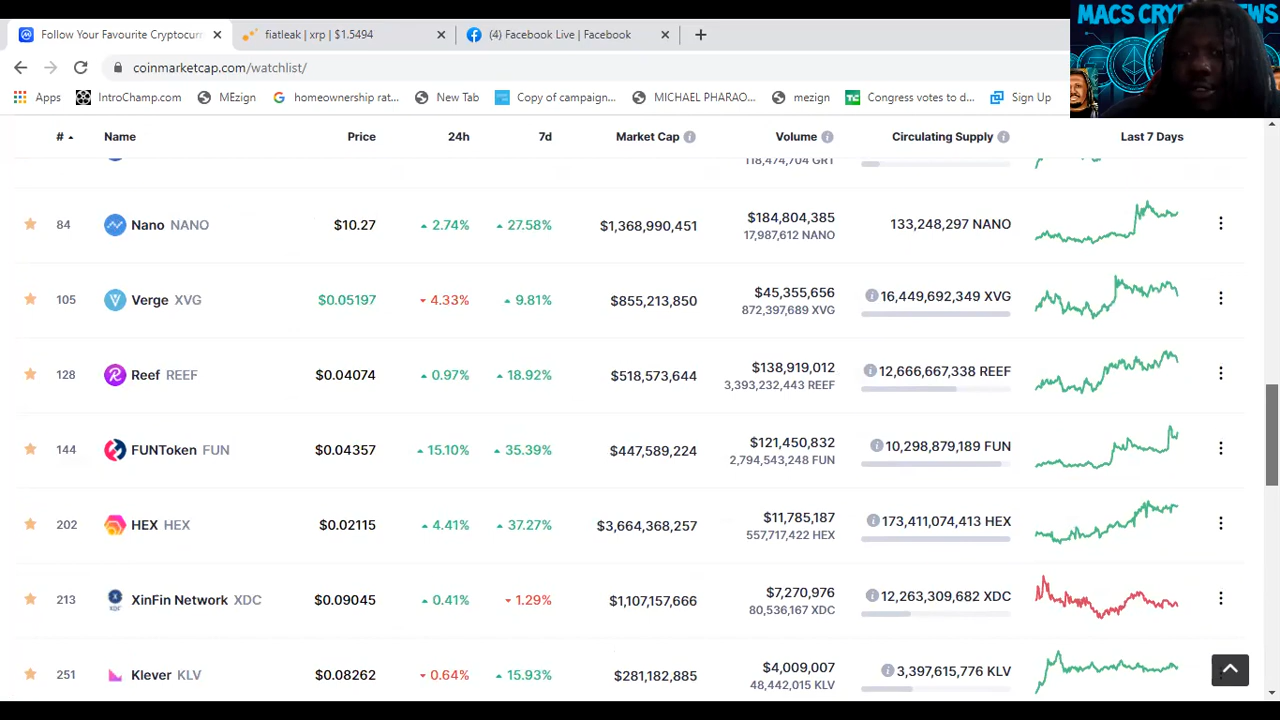 Follow Your Favourite Cryptocurr
fiatleak | xrp | $1.5494
(4) Facebook Live | Facebook
MACS CRY EWS
coinmarketcap.com/watchlist/
Apps IntroChamp.com MEzign homeownership rat... New Tab Copy of campaign... MICHAEL PHARAO... mezign Congress votes to d... Sign Up
# Name Price 24h 7d Market Cap Volume Circulating Supply Last 7 Days
118,474,704 GRT
84 Nano NANO $10.27 2.74% 27.58% $1,368,990,451 $184,804,385 133,248,297 NANO
17,987,612 NANO
105 Verge XVG $0.05197 4.33% 9.81% $855,213,850 $45,355,656 16,449,692,349 XVG
872,397,689 XVG
128 Reef REEF $0.04074 0.97% 18.92% $518,573,644 $138,919,012 12,666,667,338 REEF
3,393,232,443 REEF
144 FUNToken FUN $0.04357 15.10% 35.39% $447,589,224 $121,450,832 10,298,879,189 FUN
2,794,543,248 FUN
202 HEX HEX $0.02115 4.41% 37.27% $3,664,368,257 $11,785,187 173,411,074,413 HEX
557,717,422 HEX
213 XinFin Network XDC $0.09045 0.41% 1.29% $1,107,157,666 $7,270,976 12,263,309,682 XDC
80,536,167 XDC
251 Klever KLV $0.08262 0.64% 15.93% $281,182,885 $4,009,007 3,397,615,776 KLV
48,442,015 KLV